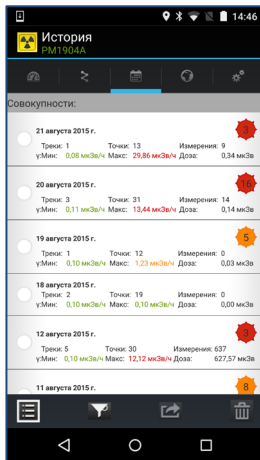 14:46
История
PM1904A
Совокупности:
21 августа 2015 г.
3
Треки: 1 Точки: 13 Измерения: 9
γ:Мин: 0,08 мкЗв/ч Макс: 29,86 мкЗв/ч Доза: 0,34 мкЗв
20 августа 2015 г.
16
Треки: 3 Точки: 31 Измерения: 14
γ:Мин: 0,11 мкЗв/ч Макс: 13,44 мкЗв/ч Доза: 0,14 мкЗв
19 августа 2015 г.
5
Треки: 1 Точки: 12 Измерения: 0
γ:Мин: 0,10 мкЗв/ч Макс: 1,23 мкЗв/ч Доза: 0,03 мкЗв
18 августа 2015 г.
Треки: 2 Точки: 19 Измерения: 0
γ:Мин: 0,10 мкЗв/ч Макс: 0,10 мкЗв/ч Доза: 0,00 мкЗв
12 августа 2015 г.
3
Треки: 5 Точки: 30 Измерения: 637
γ:Мин: 0,10 мкЗв/ч Макс: 12,12 мкЗв/ч Доза: 627,57 мкЗв
11 августа 2015 г.
8